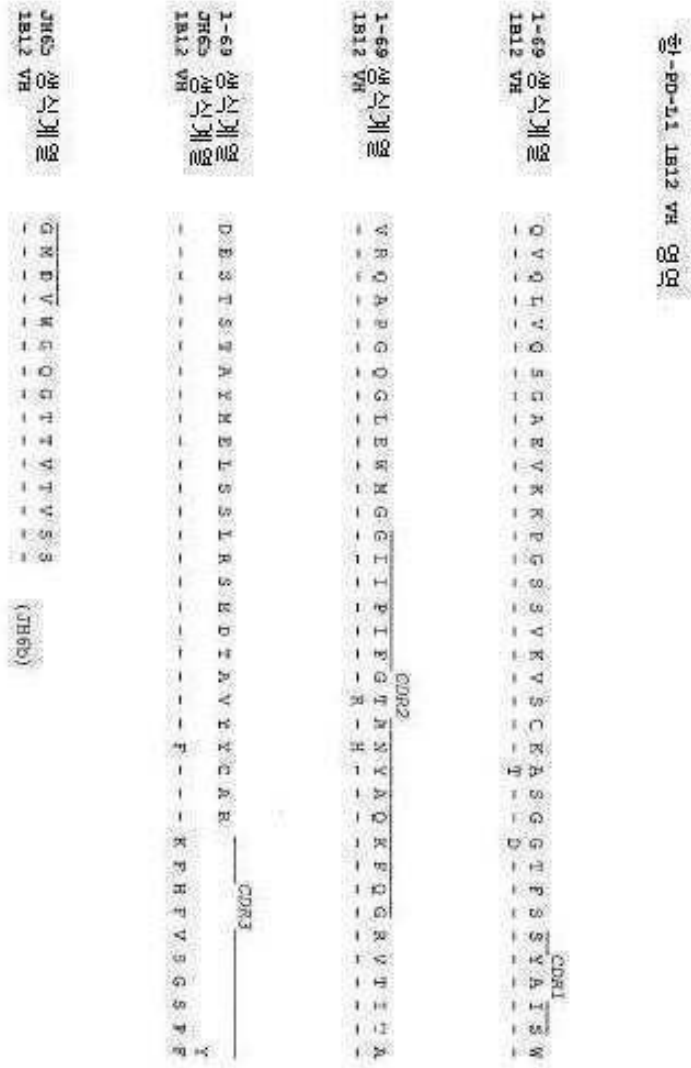 항-PD-L1 1B12 VH 영역
CDR1
1-69 생식계열 Q V Q L V Q S G A E V K K P G S S V K V S C K A S G G T F S S Y A I S W
1B12 VH - - - - - - - - - - - - - - - - - - - - - - - T - - D - - - - - - - - -
CDR2
1-69 생식계열 V R Q A P G Q G L E W M G G I I P I F G T A N Y A Q K F Q G R V T I T A
1B12 VH - - - - - - - - - - - - - - - - - - - - R - H - - - - - - - - - - - - -
CDR3
1-69 생식계열 D E S T S T A Y M E L S S L R S E D T A V Y Y C A R
JH6b 생식계열 Y
1B12 VH - - - - - - - - - - - - - - - - - - - - - - F - - - K F H F V S G S P F
JH6b 생식계열 G M D V W G Q G T T V T V S S
1B12 VH - - - - - - - - - - - - - - - (JH6b)